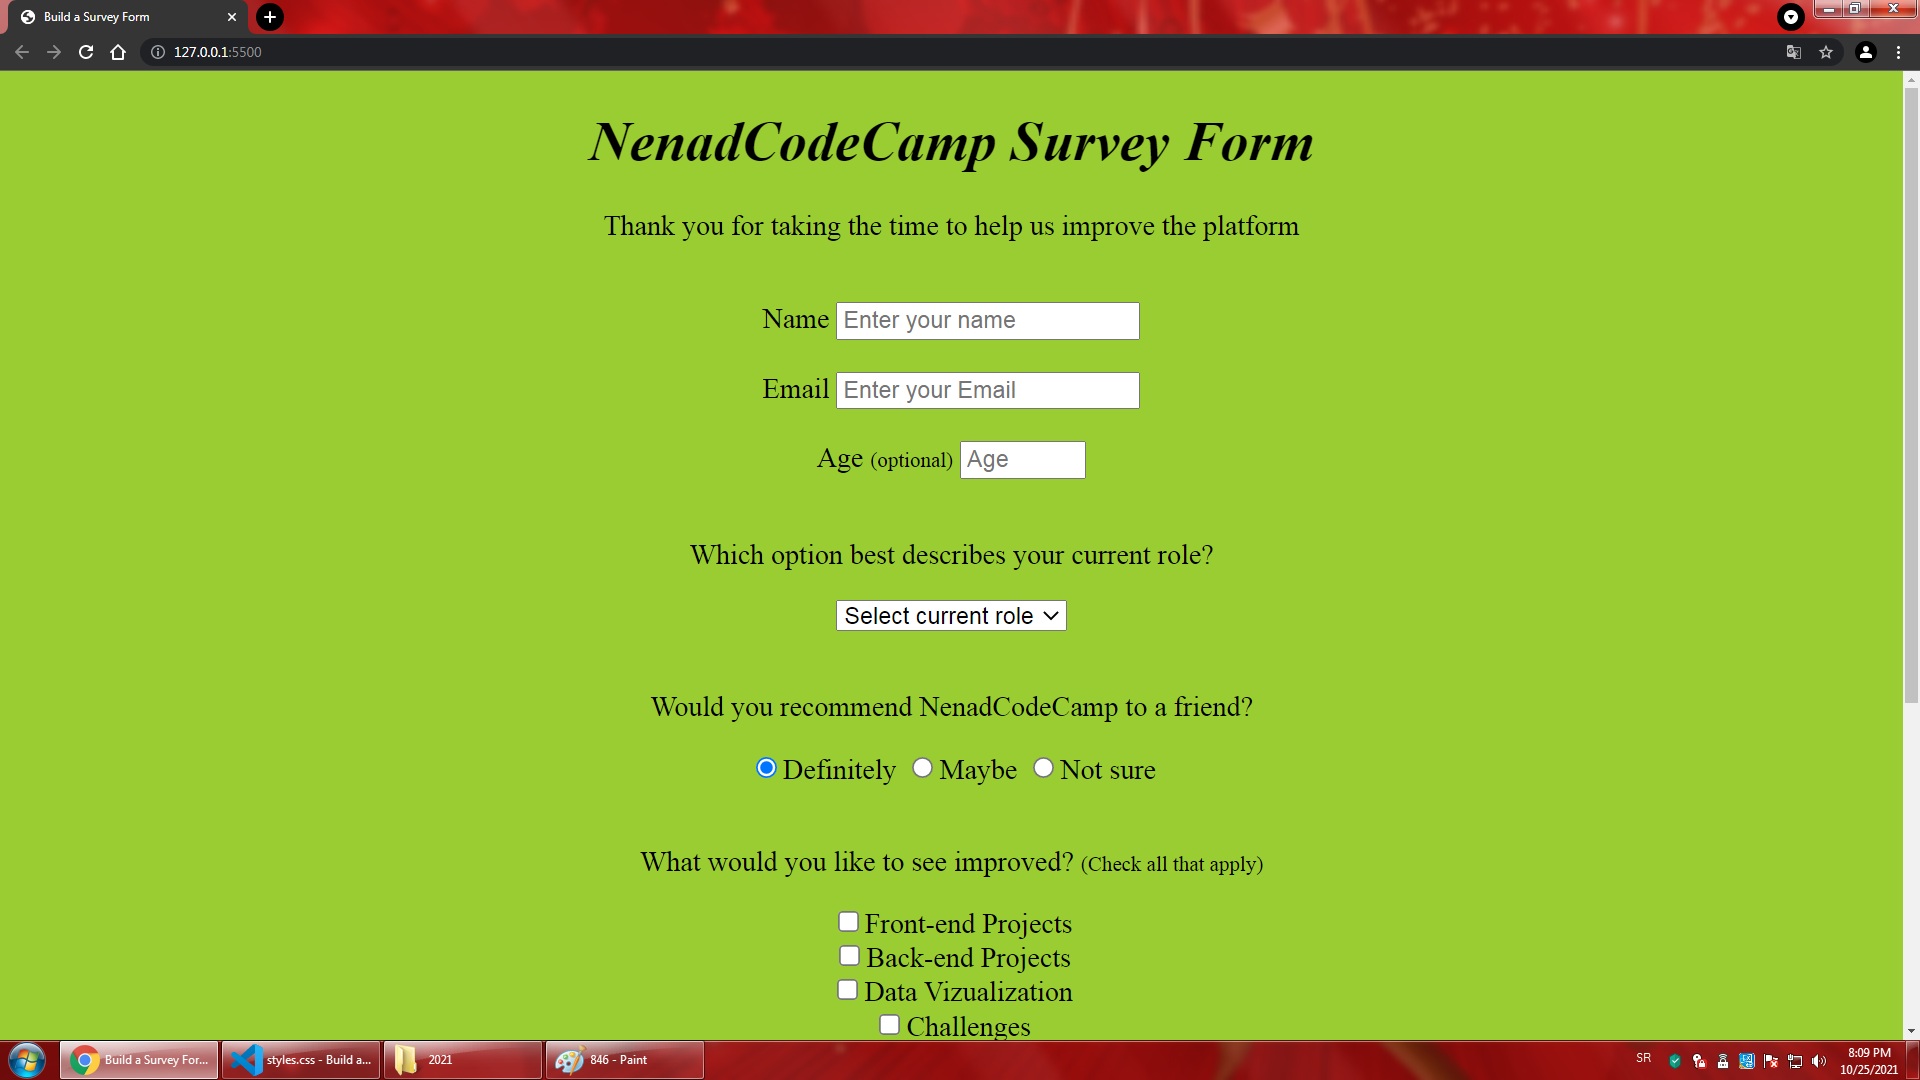 Build a Survey Form
127.0.0.1:5500
NenadCodeCamp Survey Form
Thank you for taking the time to help us improve the platform
Name Enter your name
Email Enter your Email
Age (optional) Age
Which option best describes your current role?
Select current role
Would you recommend NenadCodeCamp to a friend?
Definitely Maybe Not sure
What would you like to see improved? (Check all that apply)
Front-end Projects
Back-end Projects
Data Vizualization
Challenges
Build a Survey For... styles.css - Build a... 2021 846 - Paint SR 8:09 PM
10/25/2021